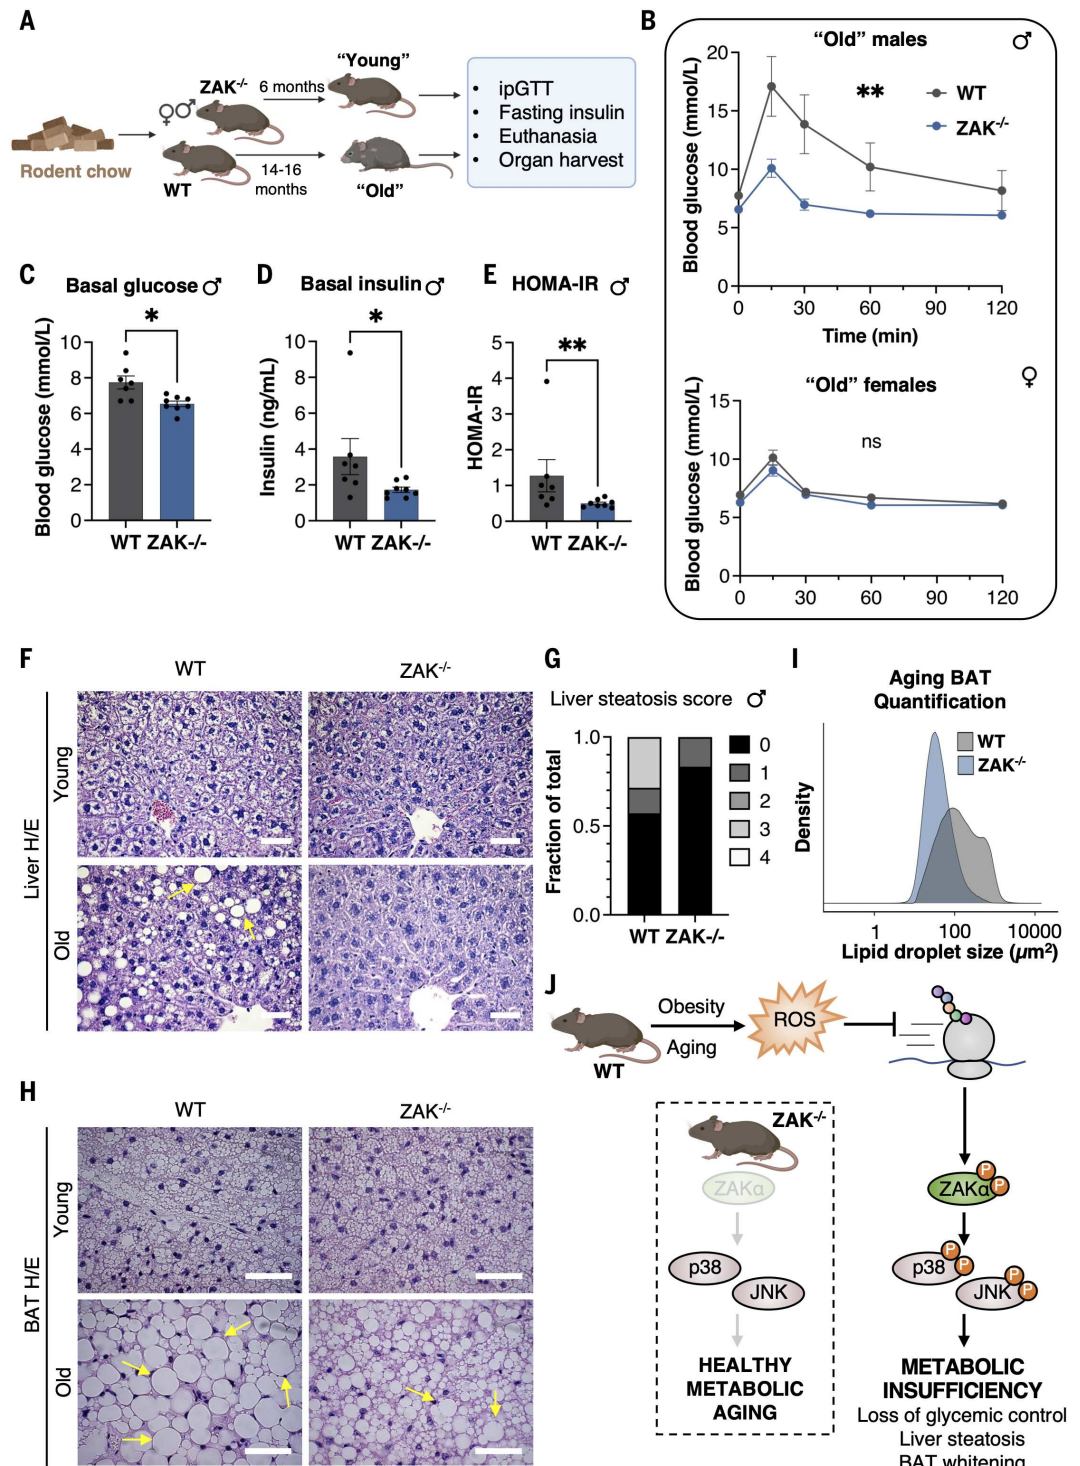 A
Rodent chow
ZAK-/-
WT
6 months
14-16
months
“Young”
“Old”
• ipGTT
• Fasting insulin
• Euthanasia
• Organ harvest
B
“Old” males ♂
Blood glucose (mmol/L)
20
15
10
5
0
**
WT
ZAK-/-
0 30 60 90 120
Time (min)
“Old” females ♀
Blood glucose (mmol/L)
15
10
5
0
ns
0 30 60 90 120
C
Basal glucose ♂
Blood glucose (mmol/L)
10
8
6
4
2
0
*
WT ZAK-/-
D
Basal insulin ♂
Insulin (ng/mL)
10
8
6
4
2
0
*
WT ZAK-/-
E
HOMA-IR ♂
HOMA-IR
5
4
3
2
1
0
**
WT ZAK-/-
F
WT
ZAK-/-
Liver H/E
Young
Old
G
Liver steatosis score ♂
Fraction of total
1.0
0.5
0.0
0
1
2
3
4
WT ZAK-/-
H
WT
ZAK-/-
BAT H/E
Young
Old
I
Aging BAT
Quantification
WT
ZAK-/-
Density
1 100 10000
Lipid droplet size (µm2)
J
WT
Obesity
Aging
ROS
ZAK-/-
ZAKα
p38
JNK
HEALTHY
METABOLIC
AGING
ZAKα
P
P
p38
P
P
JNK
P
P
METABOLIC
INSUFFICIENCY
Loss of glycemic control
Liver steatosis
BAT whitening